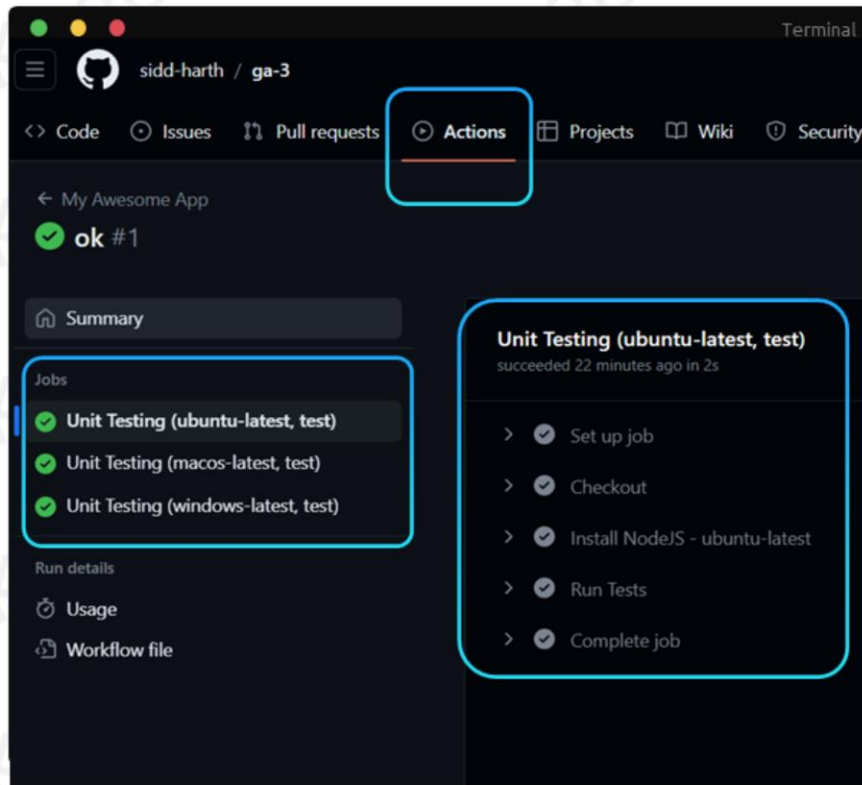 Terminal
sidd-harth / ga-3
Code Issues Pull requests Actions Projects Wiki Security
My Awesome App
ok #1
Summary
Jobs
Unit Testing (ubuntu-latest, test)
Unit Testing (macos-latest, test)
Unit Testing (windows-latest, test)
Run details
Usage
Workflow file
Unit Testing (ubuntu-latest, test)
succeeded 22 minutes ago in 2s
Set up job
Checkout
Install NodeJS - ubuntu-latest
Run Tests
Complete job